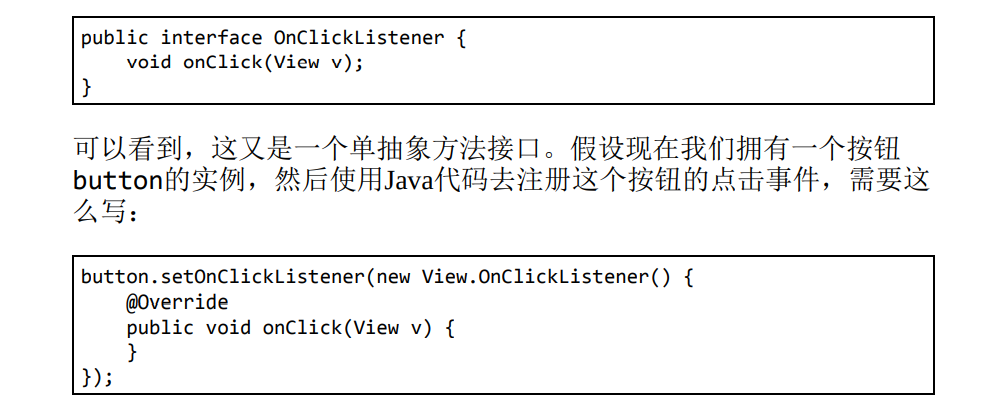 public interface OnClickListener {
    void onClick(View v);
}
可以看到，这又是一个单抽象方法接口。假设现在我们拥有一个按钮
button的实例，然后使用Java代码去注册这个按钮的点击事件，需要这
么写：
button.setOnClickListener(new View.OnClickListener() {
    @Override
    public void onClick(View v) {
    }
});